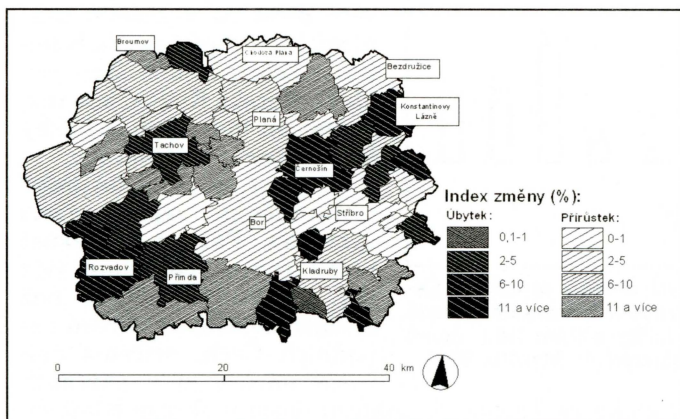 Broumov
Chodová Planá
Bezdružice
Konstantinovy
Lázně
Planá
Tachov
Černošín
Bor
Stříbro
Rozvadov
Přimda
Kladruby
Index změny (%):
Úbytek:
Přírůstek:
0,1-1
0-1
2-5
2-5
6-10
6-10
11 a více
11 a více
0
20
40
km